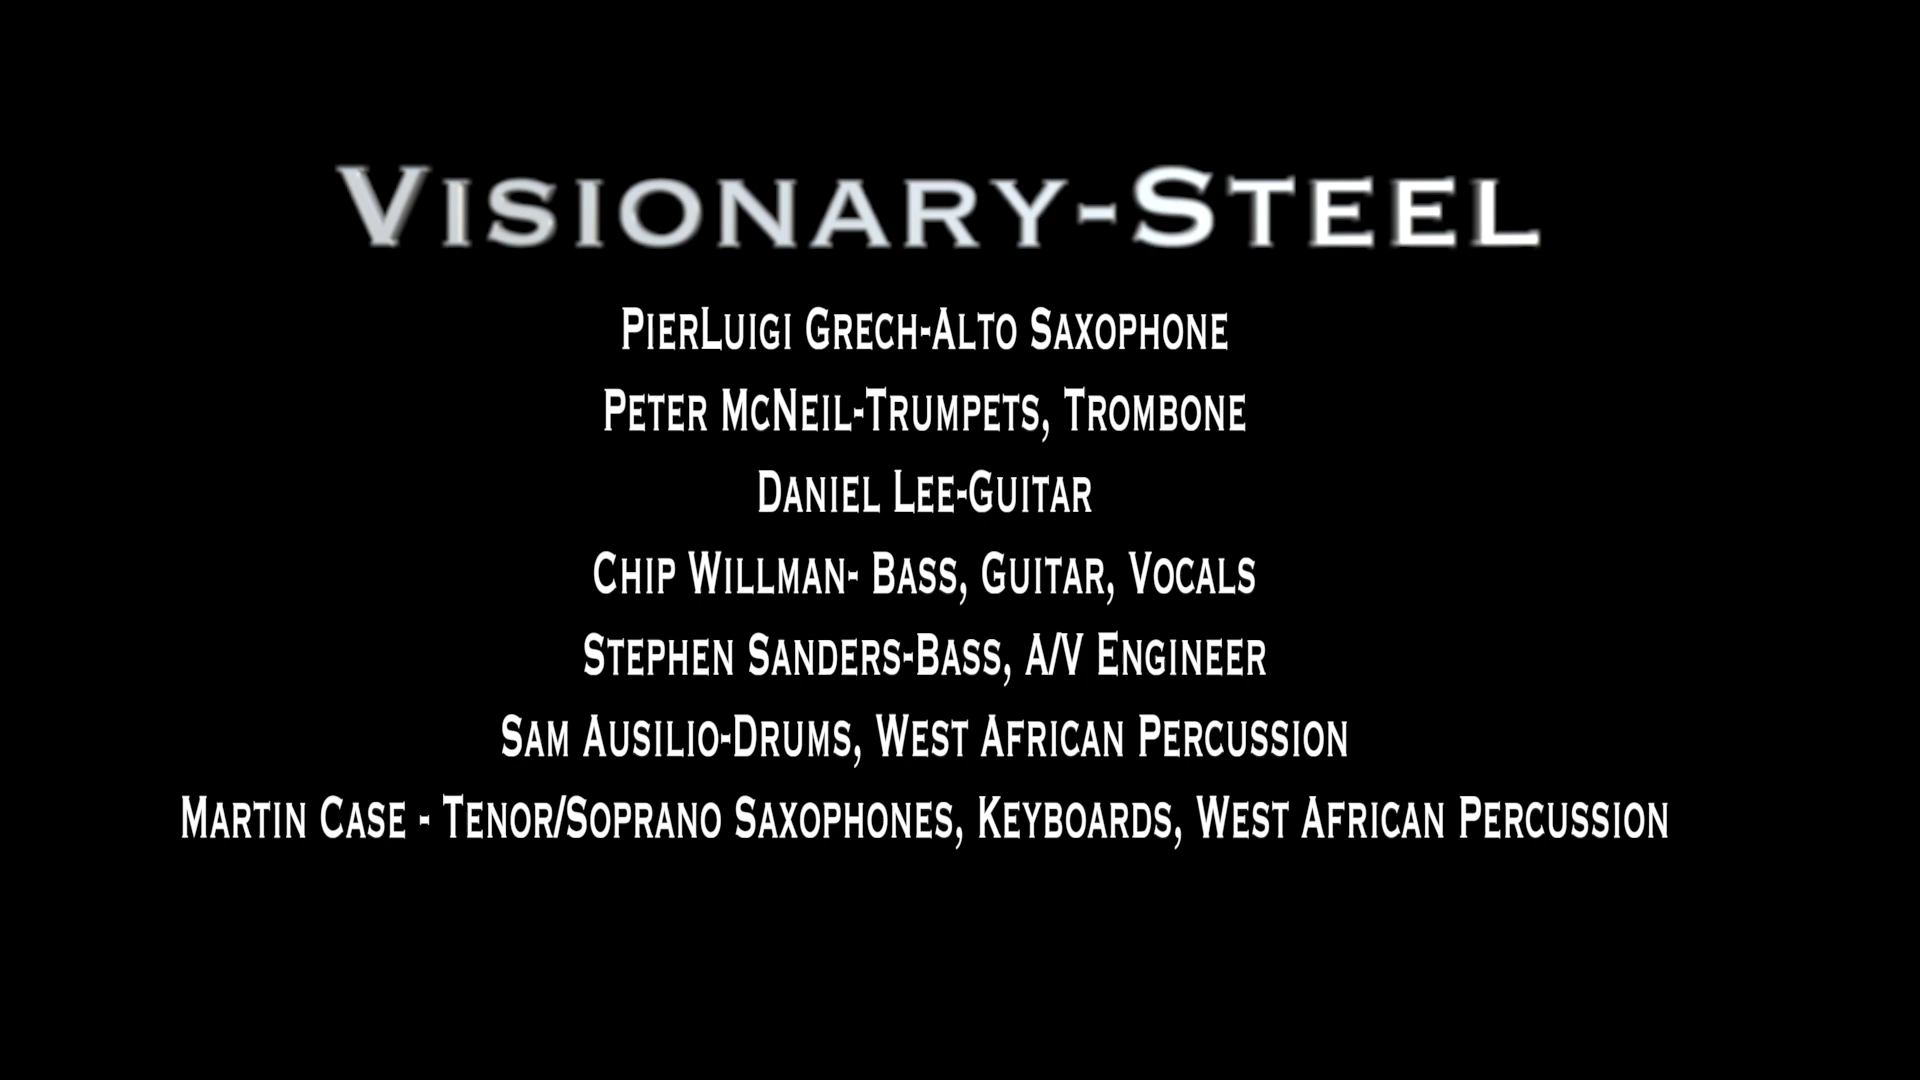 Visionary-Steel
PierLuigi Grech-Alto Saxophone
Peter McNeil-Trumpets, Trombone
Daniel Lee-Guitar
Chip Willman- Bass, Guitar, Vocals
Stephen Sanders-Bass, A/V Engineer
Sam Ausilio-Drums, West African Percussion
Martin Case - Tenor/Soprano Saxophones, Keyboards, West African Percussion